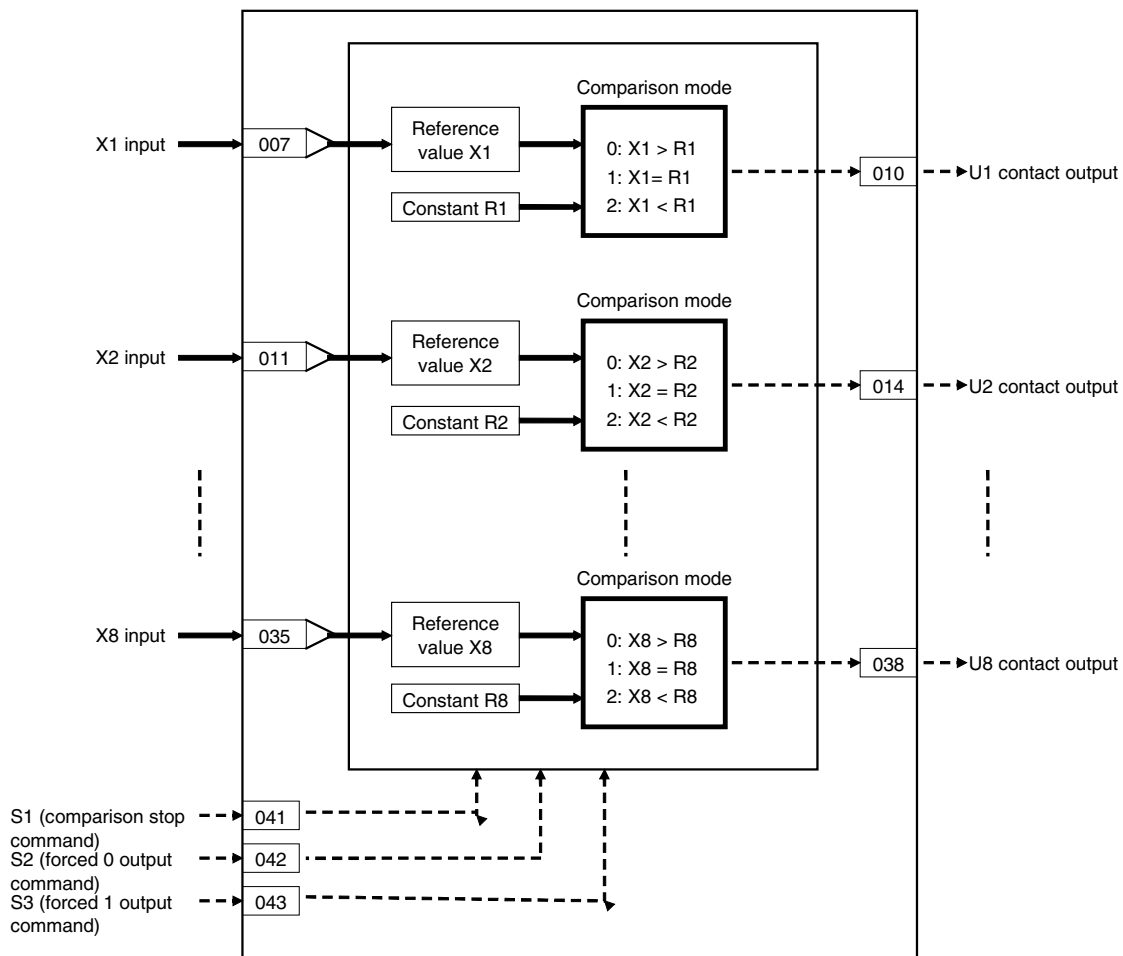 Comparison mode
X1 input
007
Reference
value X1
Constant R1
0: X1 > R1
1: X1= R1
2: X1 < R1
010
U1 contact output
Comparison mode
X2 input
011
Reference
value X2
Constant R2
0: X2 > R2
1: X2 = R2
2: X2 < R2
014
U2 contact output
Comparison mode
X8 input
035
Reference
value X8
Constant R8
0: X8 > R8
1: X8 = R8
2: X8 < R8
038
U8 contact output
S1 (comparison stop
command)
041
S2 (forced 0 output
command)
042
S3 (forced 1 output
command)
043